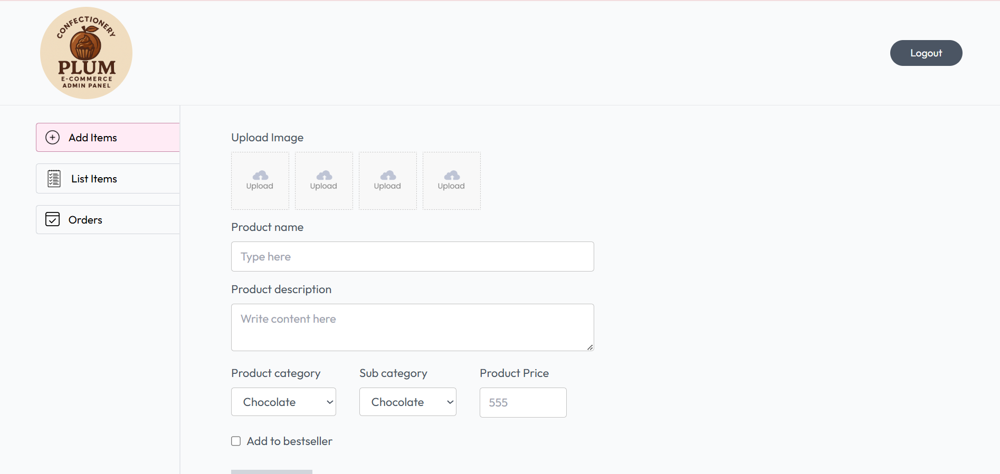 CONFECTIONERY
PLUM
E-COMMERCE
ADMIN PANEL
Logout
Add Items
List Items
Orders
Upload Image
Upload Upload Upload Upload
Product name
Type here
Product description
Write content here
Product category Sub category Product Price
Chocolate Chocolate 555
Add to bestseller